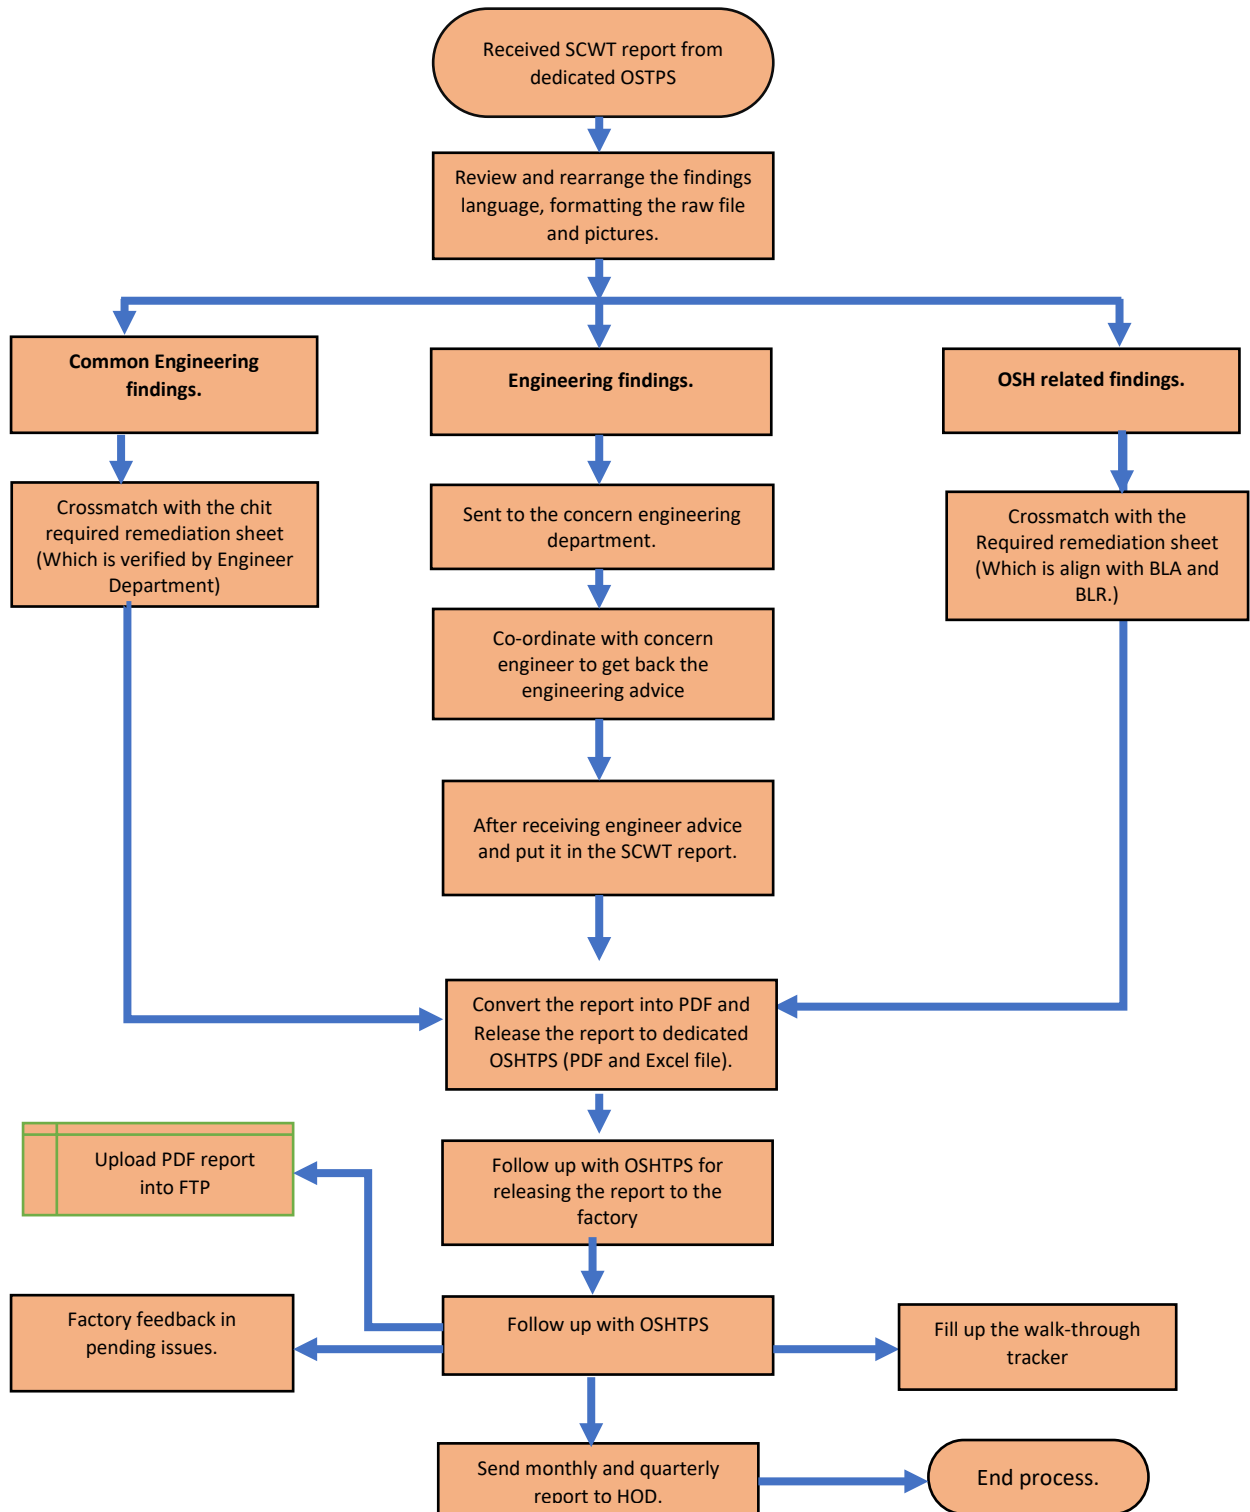 Received SCWT report from
dedicated OSTPS
Review and rearrange the findings
language, formatting the raw file
and pictures.
Common Engineering
findings.
Engineering findings.
OSH related findings.
Crossmatch with the chit
required remediation sheet
(Which is verified by Engineer
Department)
Sent to the concern engineering
department.
Crossmatch with the
Required remediation sheet
(Which is align with BLA and
BLR.)
Co-ordinate with concern
engineer to get back the
engineering advice
After receiving engineer advice
and put it in the SCWT report.
Convert the report into PDF and
Release the report to dedicated
OSHTPS (PDF and Excel file).
Upload PDF report
into FTP
Follow up with OSHTPS for
releasing the report to the
factory
Factory feedback in
pending issues.
Follow up with OSHTPS
Fill up the walk-through
tracker
Send monthly and quarterly
report to HOD.
End process.